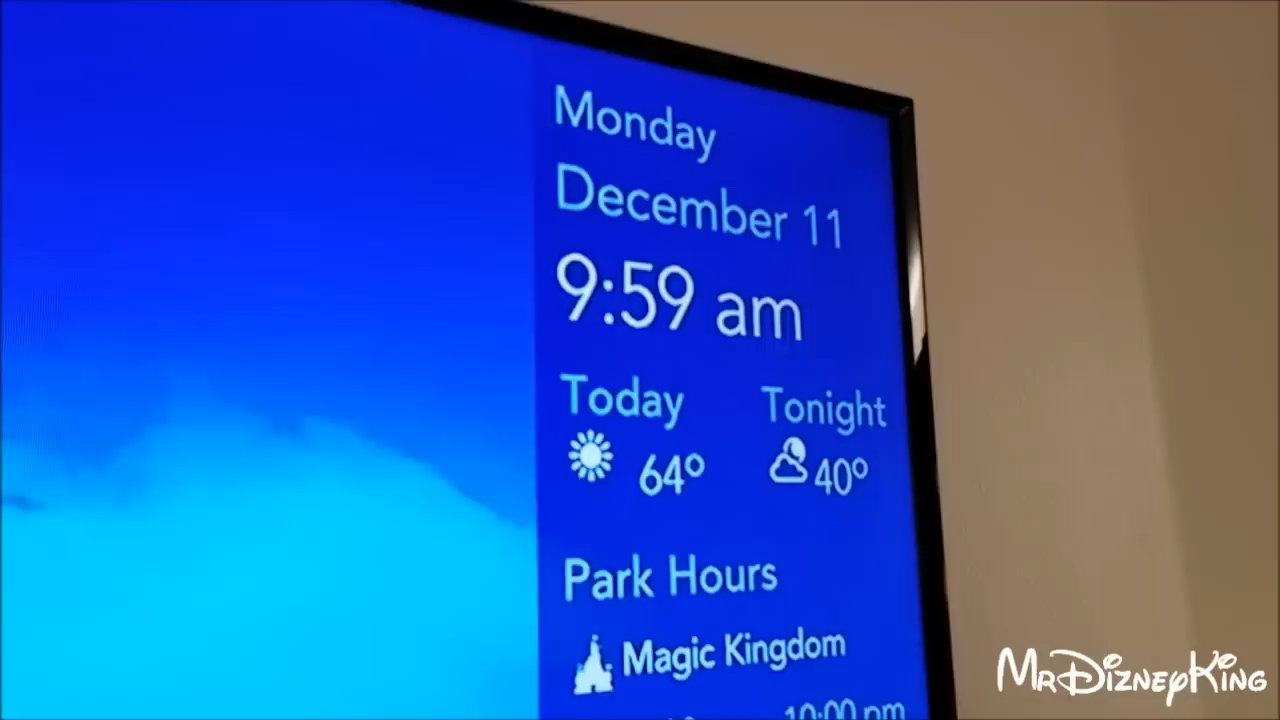 Monday
December 11
9:59 am
Today Tonight
64° 40°
Park Hours
Magic Kingdom
10:00 pm
MRDIZNEYKING